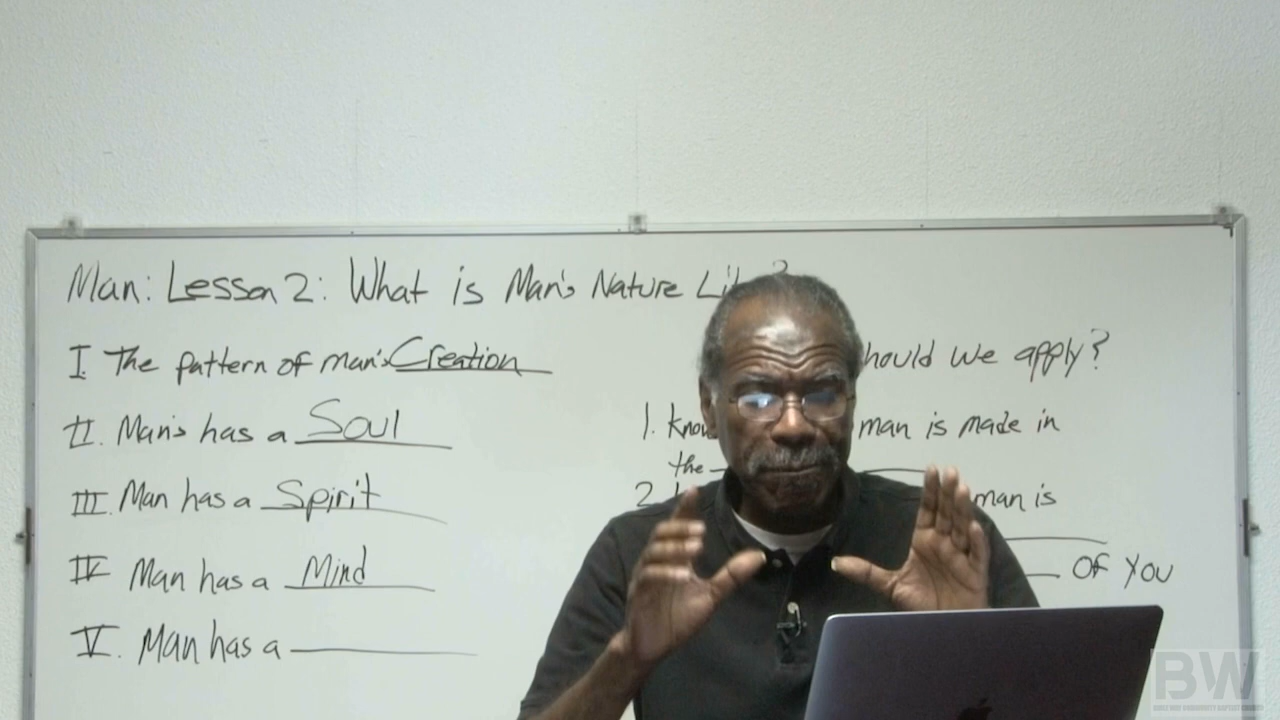 Man: Lesson 2: What is Man's Nature Lik ?
I. The pattern of man's Creation
II. Man's has a Soul
III. Man has a Spirit
IV Man has a Mind
V. Man has a
hould we apply?
1. know man is made in
the
2. man is
of you
BW